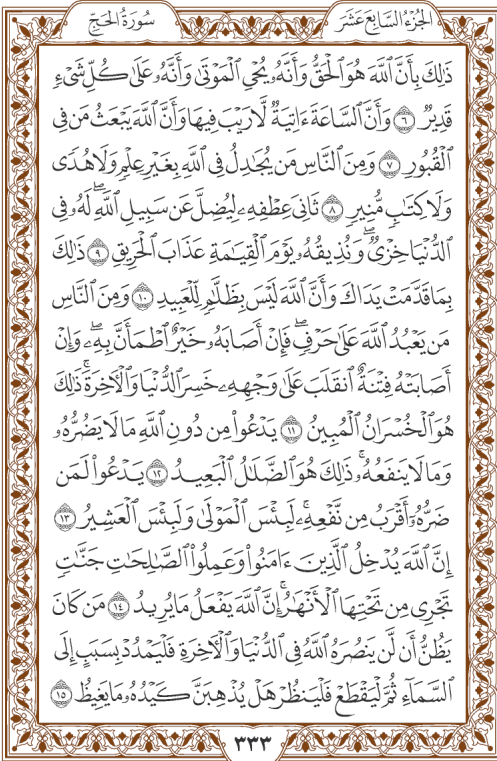 الجزء السابع عشر
سورة الحج
ذَٰلِكَ بِأَنَّ ٱللَّهَ هُوَ ٱلْحَقُّ وَأَنَّهُۥ يُحْىِ ٱلْمَوْتَىٰ وَأَنَّهُۥ عَلَىٰ كُلِّ شَىْءٍ
قَدِيرٌ ٦ وَأَنَّ ٱلسَّاعَةَ ءَاتِيَةٌ لَّا رَيْبَ فِيهَا وَأَنَّ ٱللَّهَ يَبْعَثُ مَن فِى
ٱلْقُبُورِ ٧ وَمِنَ ٱلنَّاسِ مَن يُجَٰدِلُ فِى ٱللَّهِ بِغَيْرِ عِلْمٍ وَلَا هُدًى
وَلَا كِتَٰبٍ مُّنِيرٍ ٨ ثَانِىَ عِطْفِهِۦ لِيُضِلَّ عَن سَبِيلِ ٱللَّهِۖ لَهُۥ فِى
ٱلدُّنْيَا خِزْىٌۖ وَنُذِيقُهُۥ يَوْمَ ٱلْقِيَٰمَةِ عَذَابَ ٱلْحَرِيقِ ٩ ذَٰلِكَ
بِمَا قَدَّمَتْ يَدَاكَ وَأَنَّ ٱللَّهَ لَيْسَ بِظَلَّٰمٍ لِّلْعَبِيدِ ١٠ وَمِنَ ٱلنَّاسِ
مَن يَعْبُدُ ٱللَّهَ عَلَىٰ حَرْفٍۖ فَإِنْ أَصَابَهُۥ خَيْرٌ ٱطْمَأَنَّ بِهِۦۖ وَإِنْ
أَصَابَتْهُ فِتْنَةٌ ٱنقَلَبَ عَلَىٰ وَجْهِهِۦ خَسِرَ ٱلدُّنْيَا وَٱلْءَاخِرَةَۚ ذَٰلِكَ
هُوَ ٱلْخُسْرَانُ ٱلْمُبِينُ ١١ يَدْعُوا۟ مِن دُونِ ٱللَّهِ مَا لَا يَضُرُّهُۥ
وَمَا لَا يَنفَعُهُۥۚ ذَٰلِكَ هُوَ ٱلضَّلَٰلُ ٱلْبَعِيدُ ١٢ يَدْعُوا۟ لَمَن
ضَرُّهُۥٓ أَقْرَبُ مِن نَّفْعِهِۦۚ لَبِئْسَ ٱلْمَوْلَىٰ وَلَبِئْسَ ٱلْعَشِيرُ ١٣
إِنَّ ٱللَّهَ يُدْخِلُ ٱلَّذِينَ ءَامَنُوا۟ وَعَمِلُوا۟ ٱلصَّٰلِحَٰتِ جَنَّٰتٍ
تَجْرِى مِن تَحْتِهَا ٱلْأَنْهَٰرُۚ إِنَّ ٱللَّهَ يَفْعَلُ مَا يُرِيدُ ١٤ مَن كَانَ
يَظُنُّ أَن لَّن يَنصُرَهُ ٱللَّهُ فِى ٱلدُّنْيَا وَٱلْءَاخِرَةِ فَلْيَمْدُدْ بِسَبَبٍ إِلَى
ٱلسَّمَآءِ ثُمَّ لْيَقْطَعْ فَلْيَنظُرْ هَلْ يُذْهِبَنَّ كَيْدُهُۥ مَا يَغِيظُ ١٥
٣٣٣